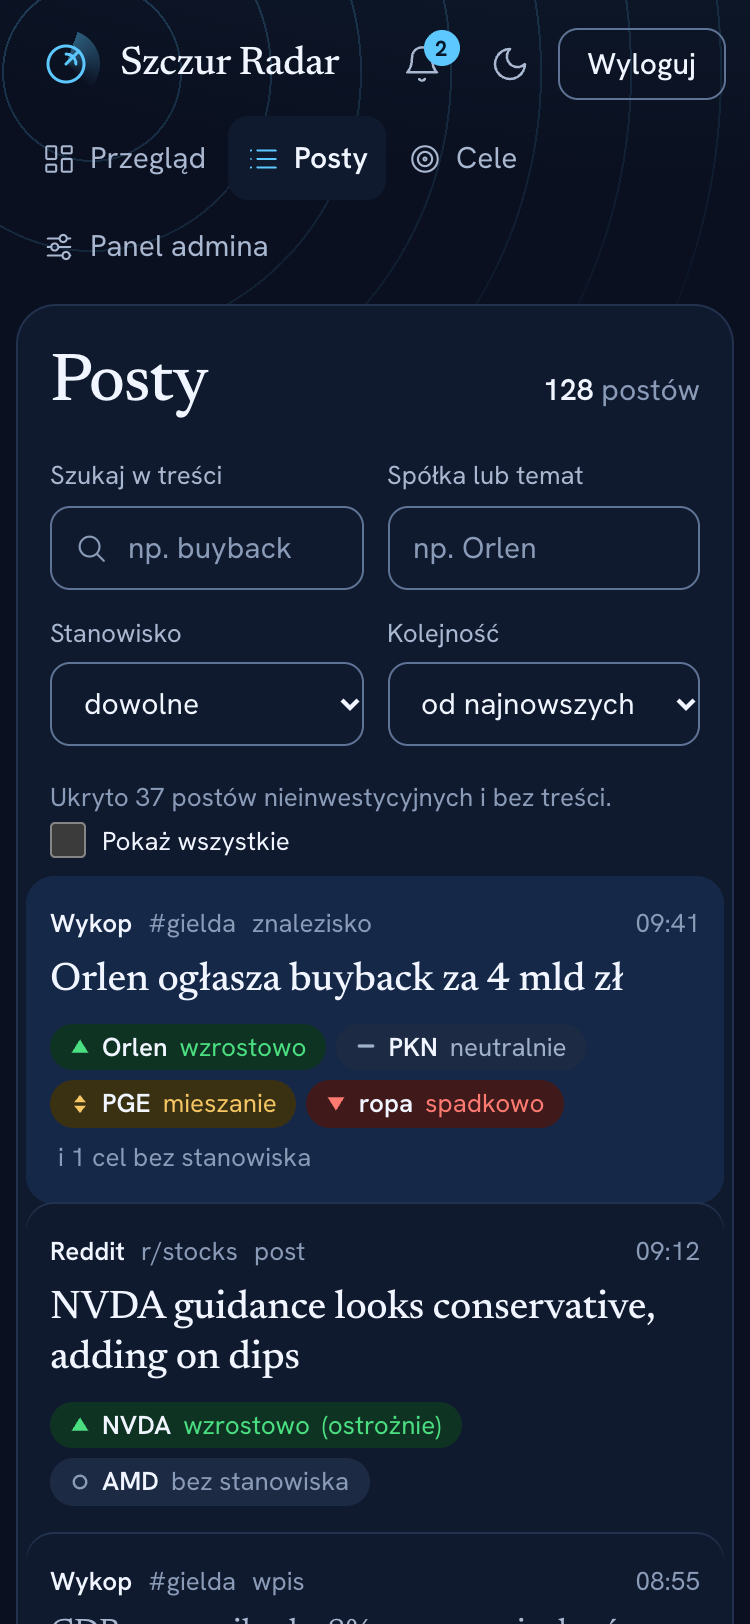 Szczur Radar 2 Wyloguj
Przegląd Posty Cele
Panel admina
Posty 128 postów
Szukaj w treści Spółka lub temat
np. buyback np. Orlen
Stanowisko Kolejność
dowolne od najnowszych
Ukryto 37 postów nieinwestycyjnych i bez treści.
Pokaż wszystkie
Wykop #gielda znalezisko 09:41
Orlen ogłasza buyback za 4 mld zł
Orlen wzrostowo PKN neutralnie
PGE mieszanie ropa spadkowo
i 1 cel bez stanowiska
Reddit r/stocks post 09:12
NVDA guidance looks conservative,
adding on dips
NVDA wzrostowo (ostrożnie)
AMD bez stanowiska
Wykop #gielda wpis 08:55